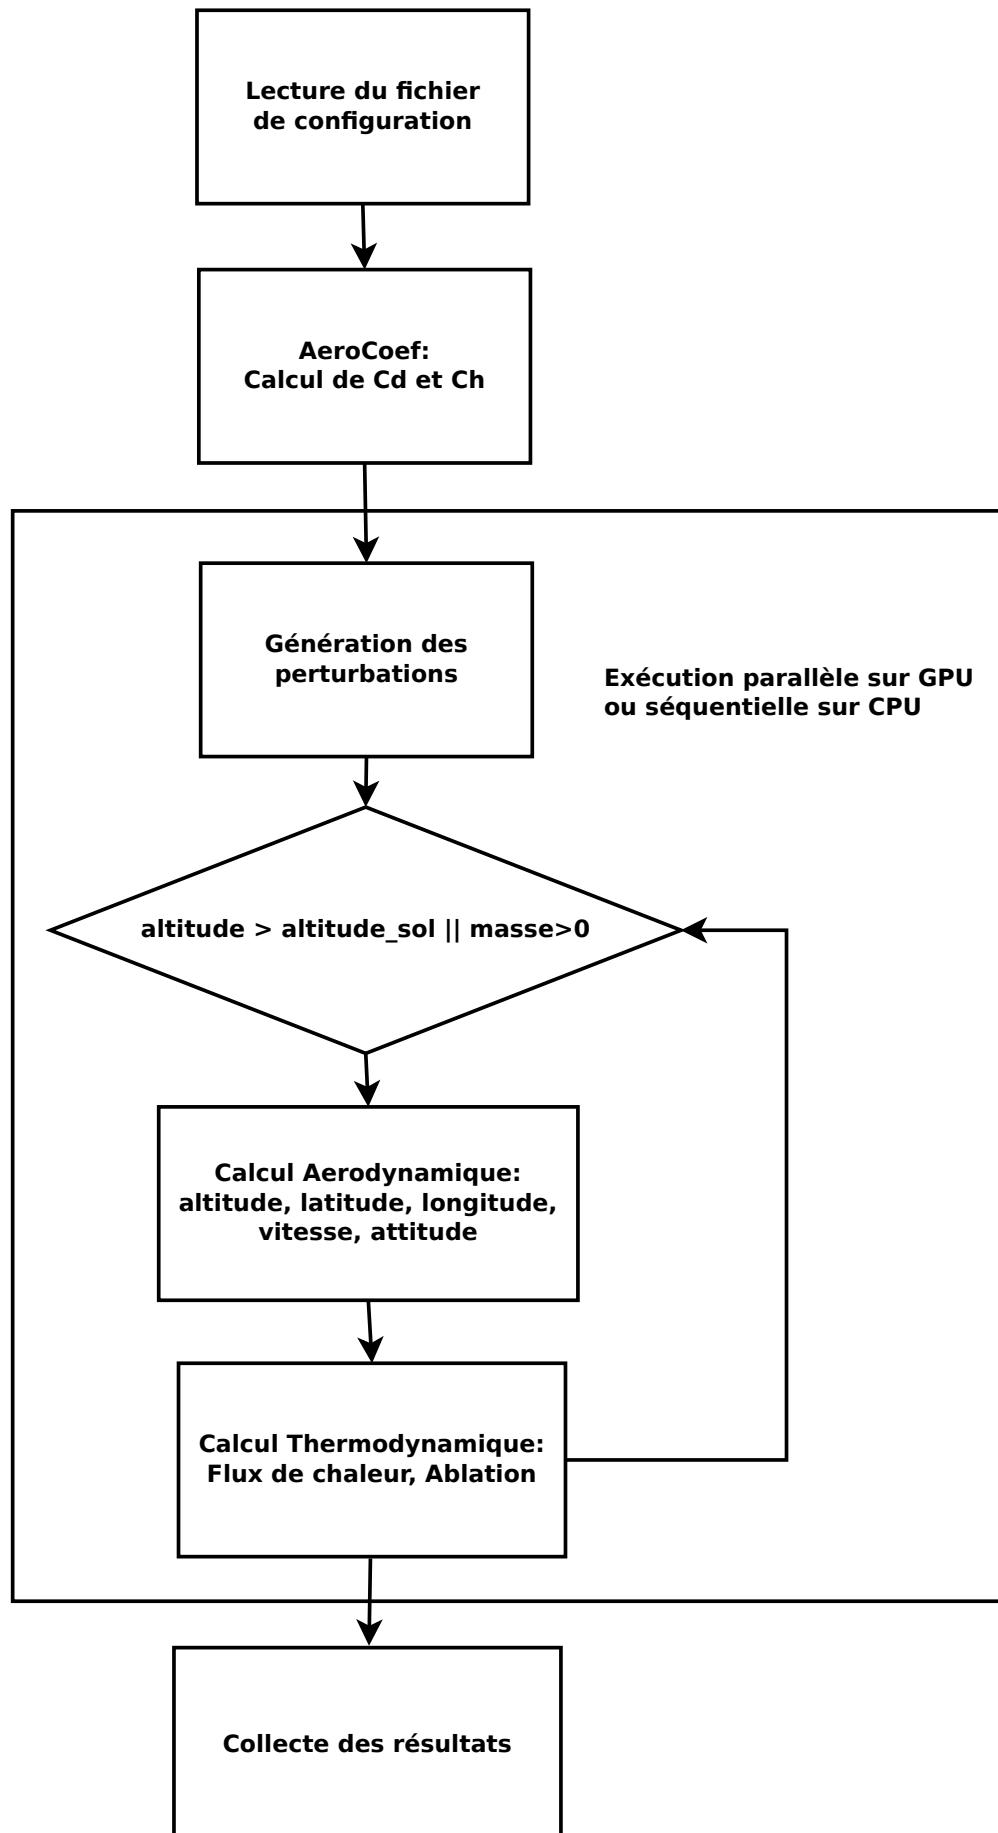 Lecture du fichier
de configuration
AeroCoef:
Calcul de Cd et Ch
Génération des
perturbations
Exécution parallèle sur GPU
ou séquentielle sur CPU
altitude > altitude_sol || masse>0
Calcul Aerodynamique:
altitude, latitude, longitude,
vitesse, attitude
Calcul Thermodynamique:
Flux de chaleur, Ablation
Collecte des résultats